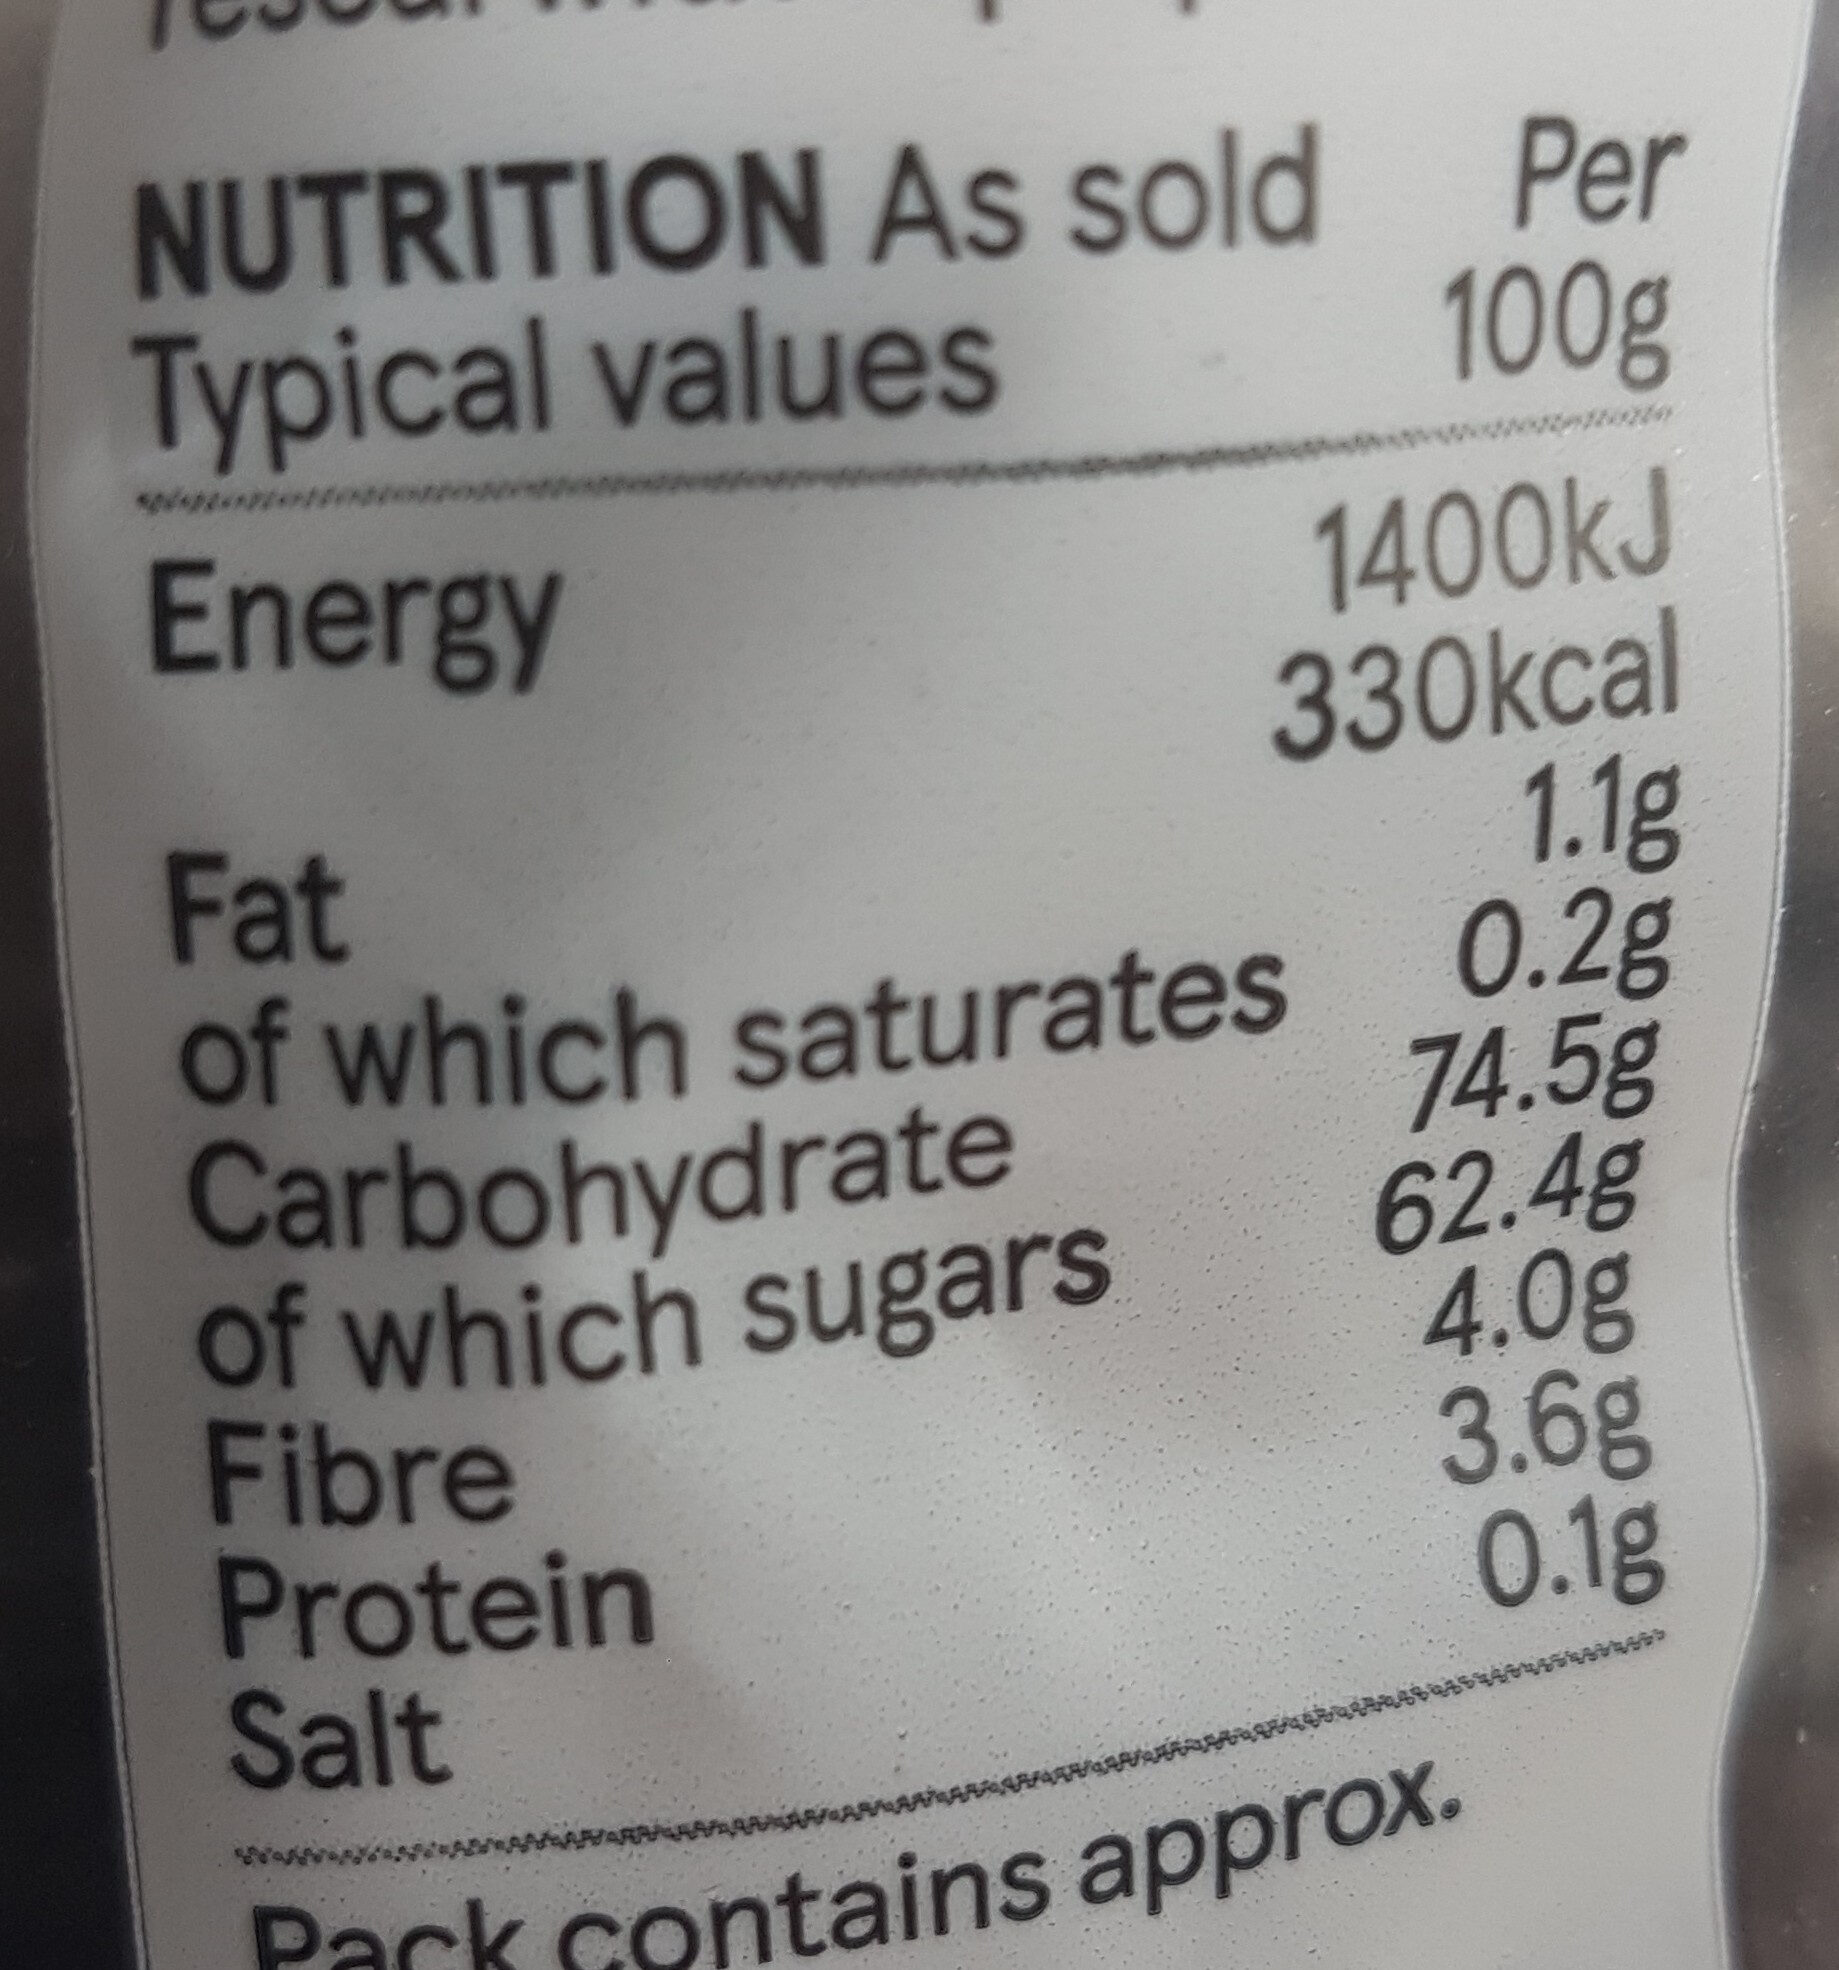 NUTRITION As sold Per
Typical values 100g
Energy 1400kJ
330kcal
Fat 1.1g
of which saturates 0.2g
Carbohydrate 74.5g
of which sugars 62.4g
Fibre 4.0g
Protein 3.6g
Salt 0.1g
Pack contains approx.